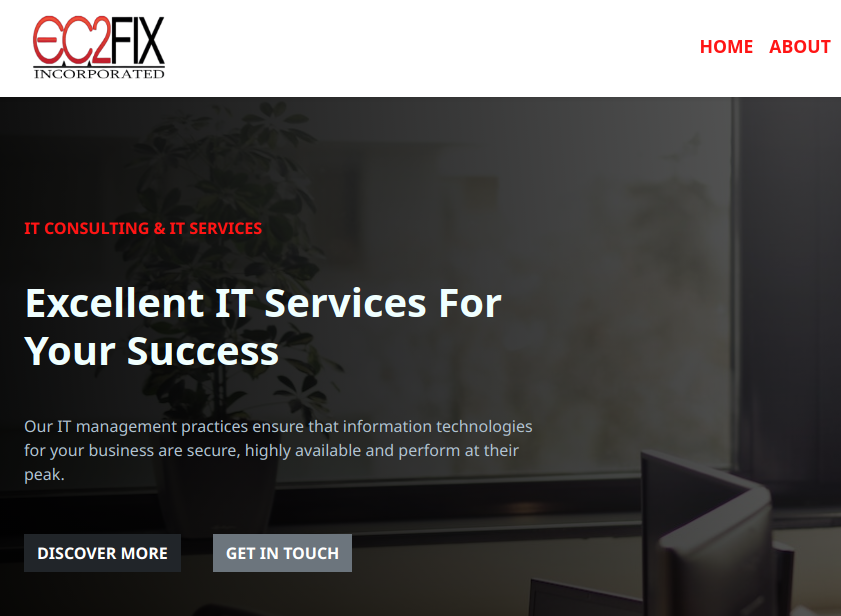 EC2FIX
INCORPORATED
HOME ABOUT
IT CONSULTING & IT SERVICES
Excellent IT Services For
Your Success
Our IT management practices ensure that information technologies
for your business are secure, highly available and perform at their
peak.
DISCOVER MORE GET IN TOUCH